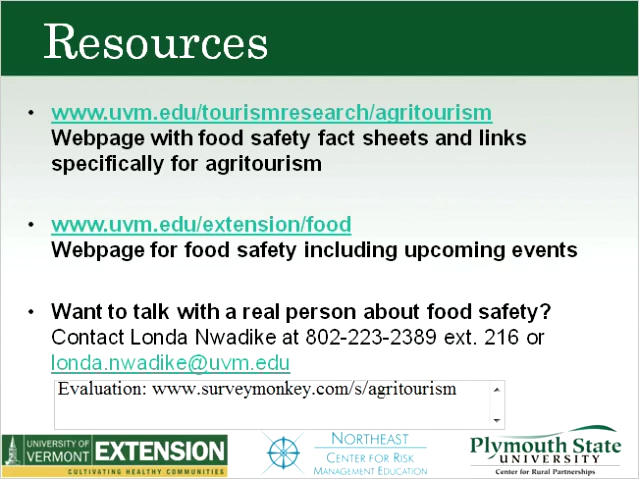 Resources
• www.uvm.edu/tourismresearch/agritourism
Webpage with food safety fact sheets and links
specifically for agritourism
• www.uvm.edu/extension/food
Webpage for food safety including upcoming events
• Want to talk with a real person about food safety?
Contact Londa Nwadike at 802-223-2389 ext. 216 or
londa.nwadike@uvm.edu
Evaluation: www.surveymonkey.com/s/agritourism
UNIVERSITY OF
VERMONT EXTENSION
CULTIVATING HEALTHY COMMUNITIES
NORTHEAST
CENTER FOR RISK
MANAGEMENT EDUCATION
Plymouth State
UNIVERSITY
Center for Rural Partnerships